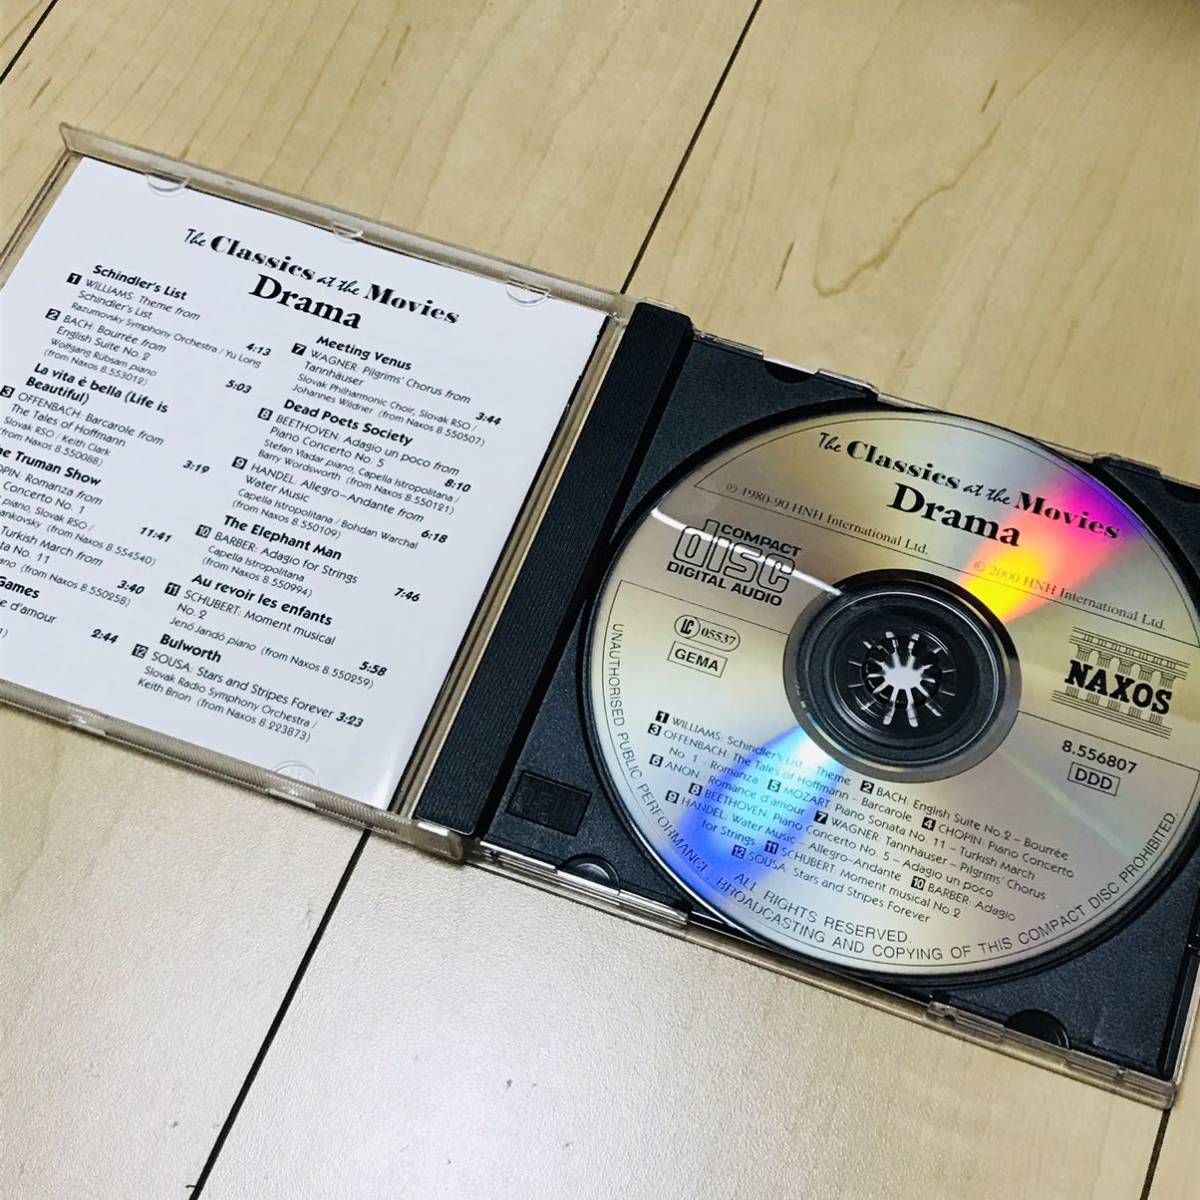 The Classics at the Movies
Drama
Schindler's List
1 WILLIAMS: Theme from
Schindler's List
Razumovsky Symphony Orchestra / Yu Long
4:13
2 BACH: Bourrée from
English Suite No. 2
Wolfgang Rübsam piano
(from Naxos 8.553012)
5:03
La vita è bella (Life is
Beautiful)
3 OFFENBACH: Barcarole from
The Tales of Hoffmann
Slovak RSO / Keith Clark
(from Naxos 8.550088)
3:19
The Truman Show
Romanza from
Concerto No. 1
piano, Slovak RSO /
(from Naxos 8.554540)
11:41
Turkish March from
No. 11
(from Naxos 8.550258)
3:40
Games
d'amour
2:44
Meeting Venus
7 WAGNER: Pilgrims' Chorus from
Tannhäuser
3:44
Slovak Philharmonic Choir, Slovak RSO /
Johannes Wildner (from Naxos 8.550507)
Dead Poets Society
8 BEETHOVEN: Adagio un poco from
Piano Concerto No. 5
8:10
Stefan Vladar piano, Capella Istropolitana /
Barry Wordsworth (from Naxos 8.550121)
9 HANDEL: Allegro–Andante from
Water Music
6:18
Capella Istropolitana / Bohdan Warchal
(from Naxos 8.550109)
The Elephant Man
10 BARBER: Adagio for Strings
7:46
Capella Istropolitana
(from Naxos 8.550994)
Au revoir les enfants
11 SCHUBERT: Moment musical
No. 2
5:58
Jenő Jandó piano (from Naxos 8.550259)
Bulworth
12 SOUSA: Stars and Stripes Forever 3:23
Slovak Radio Symphony Orchestra /
Keith Brion (from Naxos 8.223873)
The Classics at the Movies
Drama
℗ 1980-90 HNH International Ltd.
© 2000 HNH International Ltd.
COMPACT
disc
DIGITAL AUDIO
LC 05537
GEMA
NAXOS
8.556807
DDD
1 WILLIAMS: Schindler's List – Theme 2 BACH: English Suite No.2 – Bourrée
3 OFFENBACH: The Tales of Hoffmann – Barcarole 4 CHOPIN: Piano Concerto
No. 1 – Romanza 5 MOZART: Piano Sonata No. 11 – Turkish March
6 ANON: Romance d'amour 7 WAGNER: Tannhäuser – Pilgrims' Chorus
8 BEETHOVEN: Piano Concerto No. 5 – Adagio un poco
9 HANDEL: Water Music – Allegro–Andante 10 BARBER: Adagio
for Strings 11 SCHUBERT: Moment musical No 2
12 SOUSA: Stars and Stripes Forever
ALL RIGHTS RESERVED.
UNAUTHORISED PUBLIC PERFORMANCE, BROADCASTING AND COPYING OF THIS COMPACT DISC PROHIBITED.